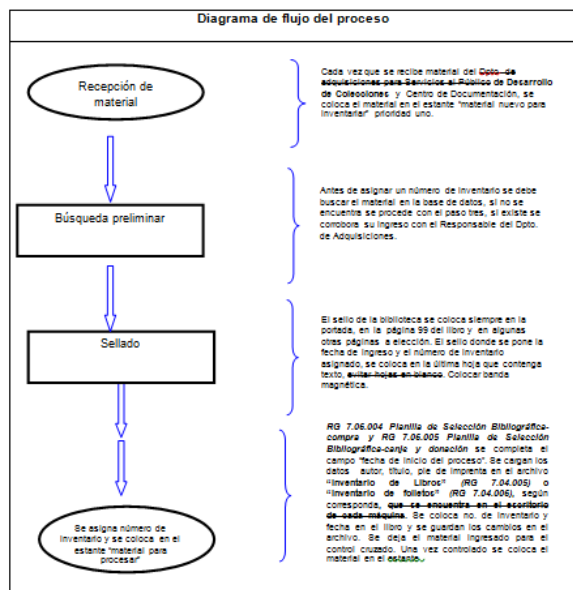 Diagrama de flujo del proceso
Recepción de
material
Cada vez que se recibe material del Dpto. de
adquisiciones para Servicios al Público de Desarrollo
de Colecciones y Centro de Documentación, se
coloca el material en el estante "material nuevo para
inventariar" prioridad uno.
Búsqueda preliminar
Antes de asignar un número de inventario se debe
buscar el material en la base de datos, si no se
encuentra se procede con el paso tres, si existe se
corrobora su ingreso con el Responsable del Dpto.
de Adquisiciones.
Sellado
El sello de la biblioteca se coloca siempre en la
portada, en la página 99 del libro y en algunas
otras páginas a elección. El sello donde se pone la
fecha de ingreso y el número de inventario
asignado, se coloca en la última hoja que contenga
texto, evitar hojas en blanco. Colocar banda
magnética.
Se asigna número de
inventario y se coloca en el
estante "material para
procesar"
RG 7.06.004 Planilla de Selección Bibliográfica-
compra y RG 7.06.005 Planilla de Selección
Bibliográfica-canje y donación se completa el
campo "fecha de inicio del proceso". Se cargan los
datos autor, título, pie de imprenta en el archivo
"Inventario de Libros" (RG 7.04.005) o
"Inventario de folletos" (RG 7.04.006), según
corresponda, que se encuentra en el escritorio
de cada máquina. Se coloca no. de inventario y
fecha en el libro y se guardan los cambios en el
archivo. Se deja el material ingresado para el
control cruzado. Una vez controlado se coloca el
material en el estante.